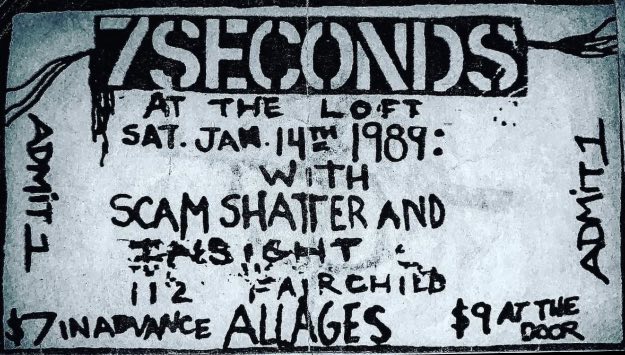 7SECONDS
AT THE LOFT
SAT. JAN. 14TH 1989:
WITH
SCAM SHATTER AND
INSIGHT
112 FAIRCHILD
$7 IN ADVANCE ALL AGES $9 AT THE DOOR
ADMIT 1
ADMIT 1